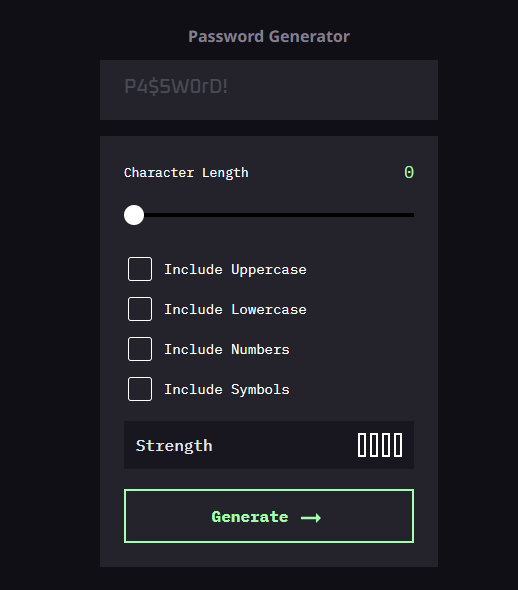 Password Generator
P4$5W0rD!
Character Length 0
Include Uppercase
Include Lowercase
Include Numbers
Include Symbols
Strength
Generate →